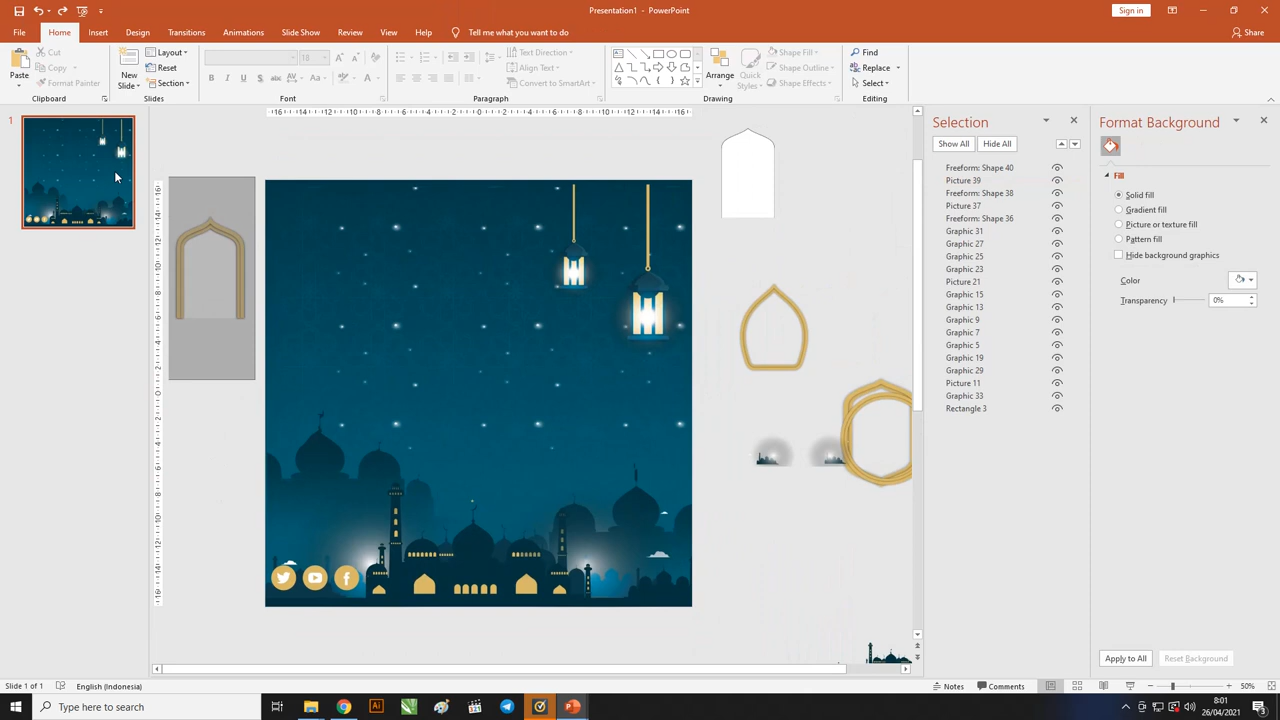 Presentation1 - PowerPoint
Sign in
File Home Insert Design Transitions Animations Slide Show Review View Help Tell me what you want to do Share
Paste
Cut
Copy
Format Painter
Clipboard
New
Slide
Layout
Reset
Section
Slides
18
Font
Text Direction
Align Text
Convert to SmartArt
Paragraph
Arrange
Quick
Styles
Shape Fill
Shape Outline
Shape Effects
Drawing
Find
Replace
Select
Editing
1
Selection
Show All Hide All
Freeform: Shape 40
Picture 39
Freeform: Shape 38
Picture 37
Freeform: Shape 36
Graphic 31
Graphic 27
Graphic 25
Graphic 23
Picture 21
Graphic 15
Graphic 13
Graphic 9
Graphic 7
Graphic 5
Graphic 19
Graphic 29
Picture 11
Graphic 33
Rectangle 3
Format Background
Fill
Solid fill
Gradient fill
Picture or texture fill
Pattern fill
Hide background graphics
Color
Transparency 0%
Apply to All Reset Background
Slide 1 of 1 English (Indonesia) Notes Comments 50%
Type here to search
8:01
26/04/2021